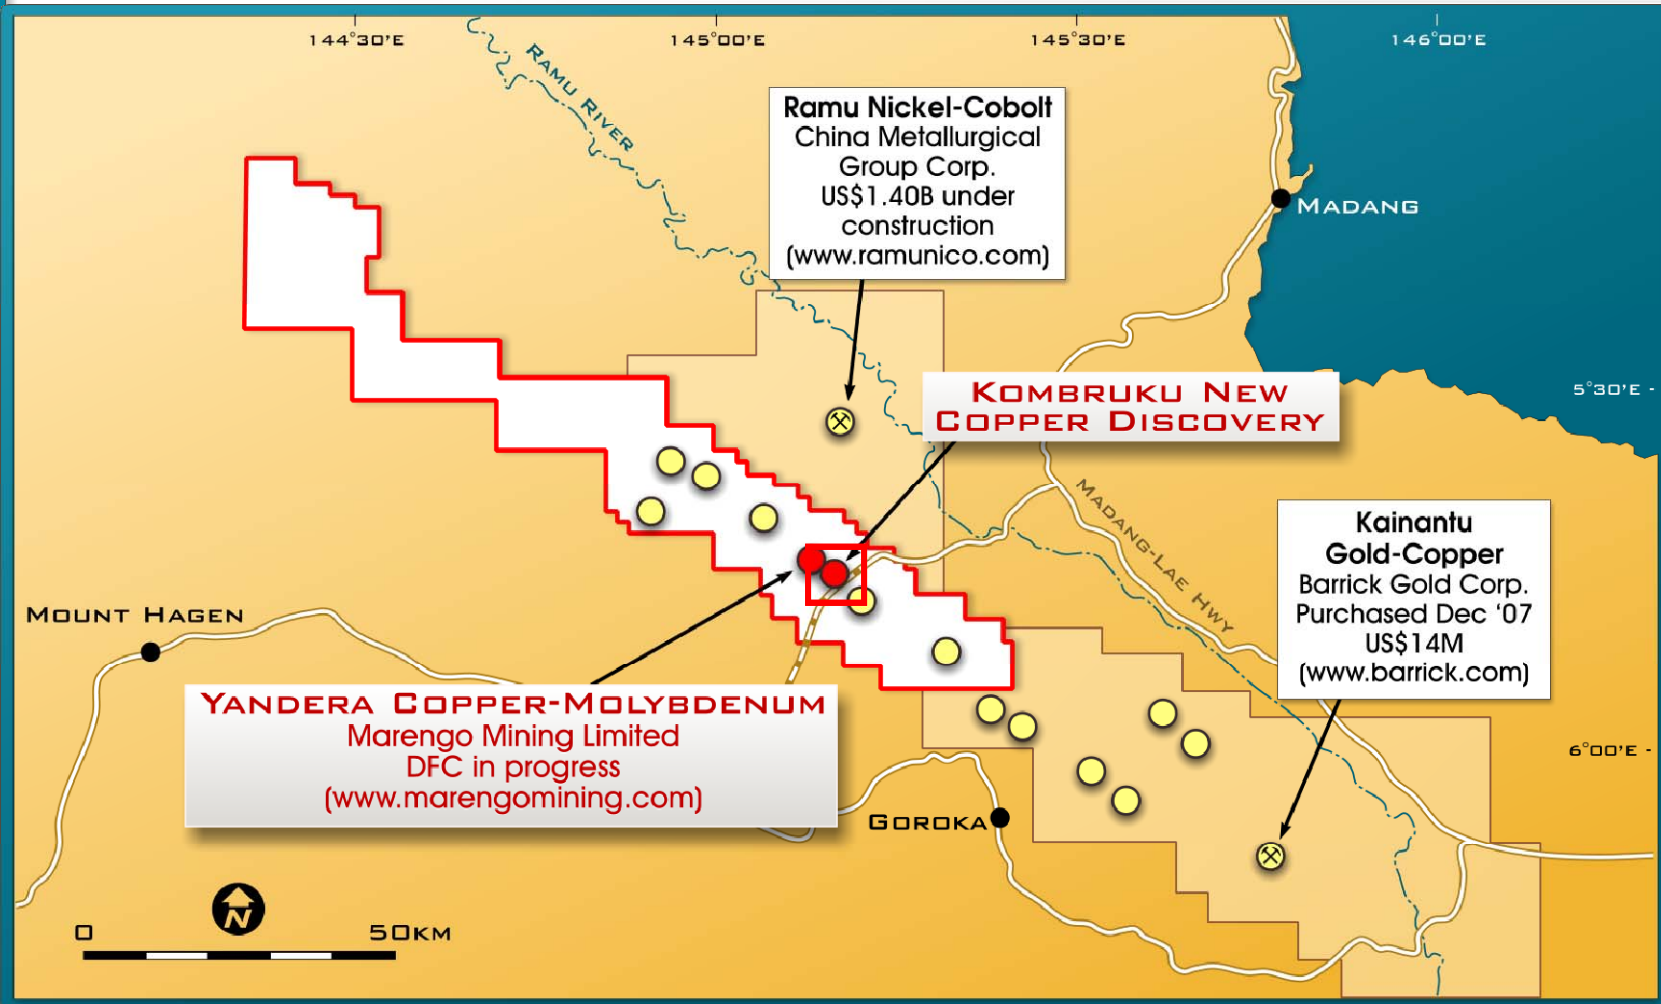 144°30'E
145°00'E
145°30'E
146°00'E
RAMU RIVER
Ramu Nickel-Cobolt
China Metallurgical
Group Corp.
US$1.40B under
construction
(www.ramunico.com)
MADANG
KOMBRUKU NEW
COPPER DISCOVERY
5°30'E
MADANG-LAE HWY
Kainantu
Gold-Copper
Barrick Gold Corp.
Purchased Dec '07
US$14M
(www.barrick.com)
MOUNT HAGEN
YANDERA COPPER-MOLYBDENUM
Marengo Mining Limited
DFC in progress
(www.marengomining.com)
6°00'E
GOROKA
N
0 50KM